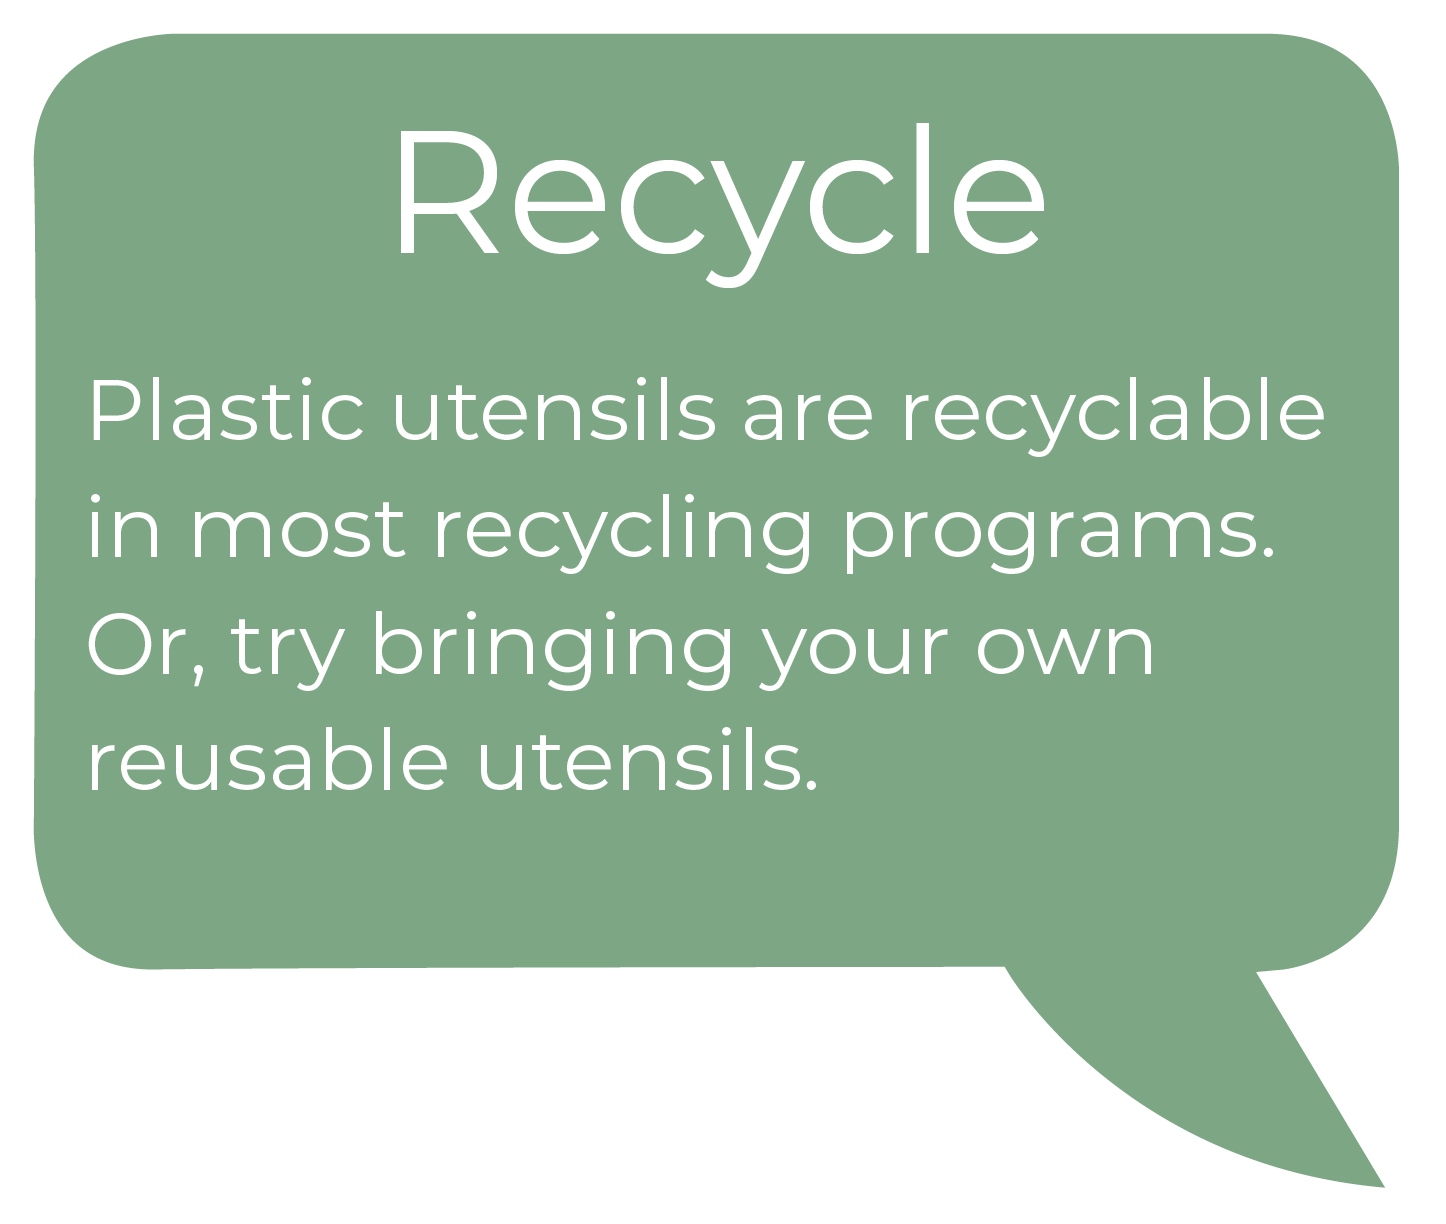 Recycle
Plastic utensils are recyclable
in most recycling programs.
Or, try bringing your own
reusable utensils.